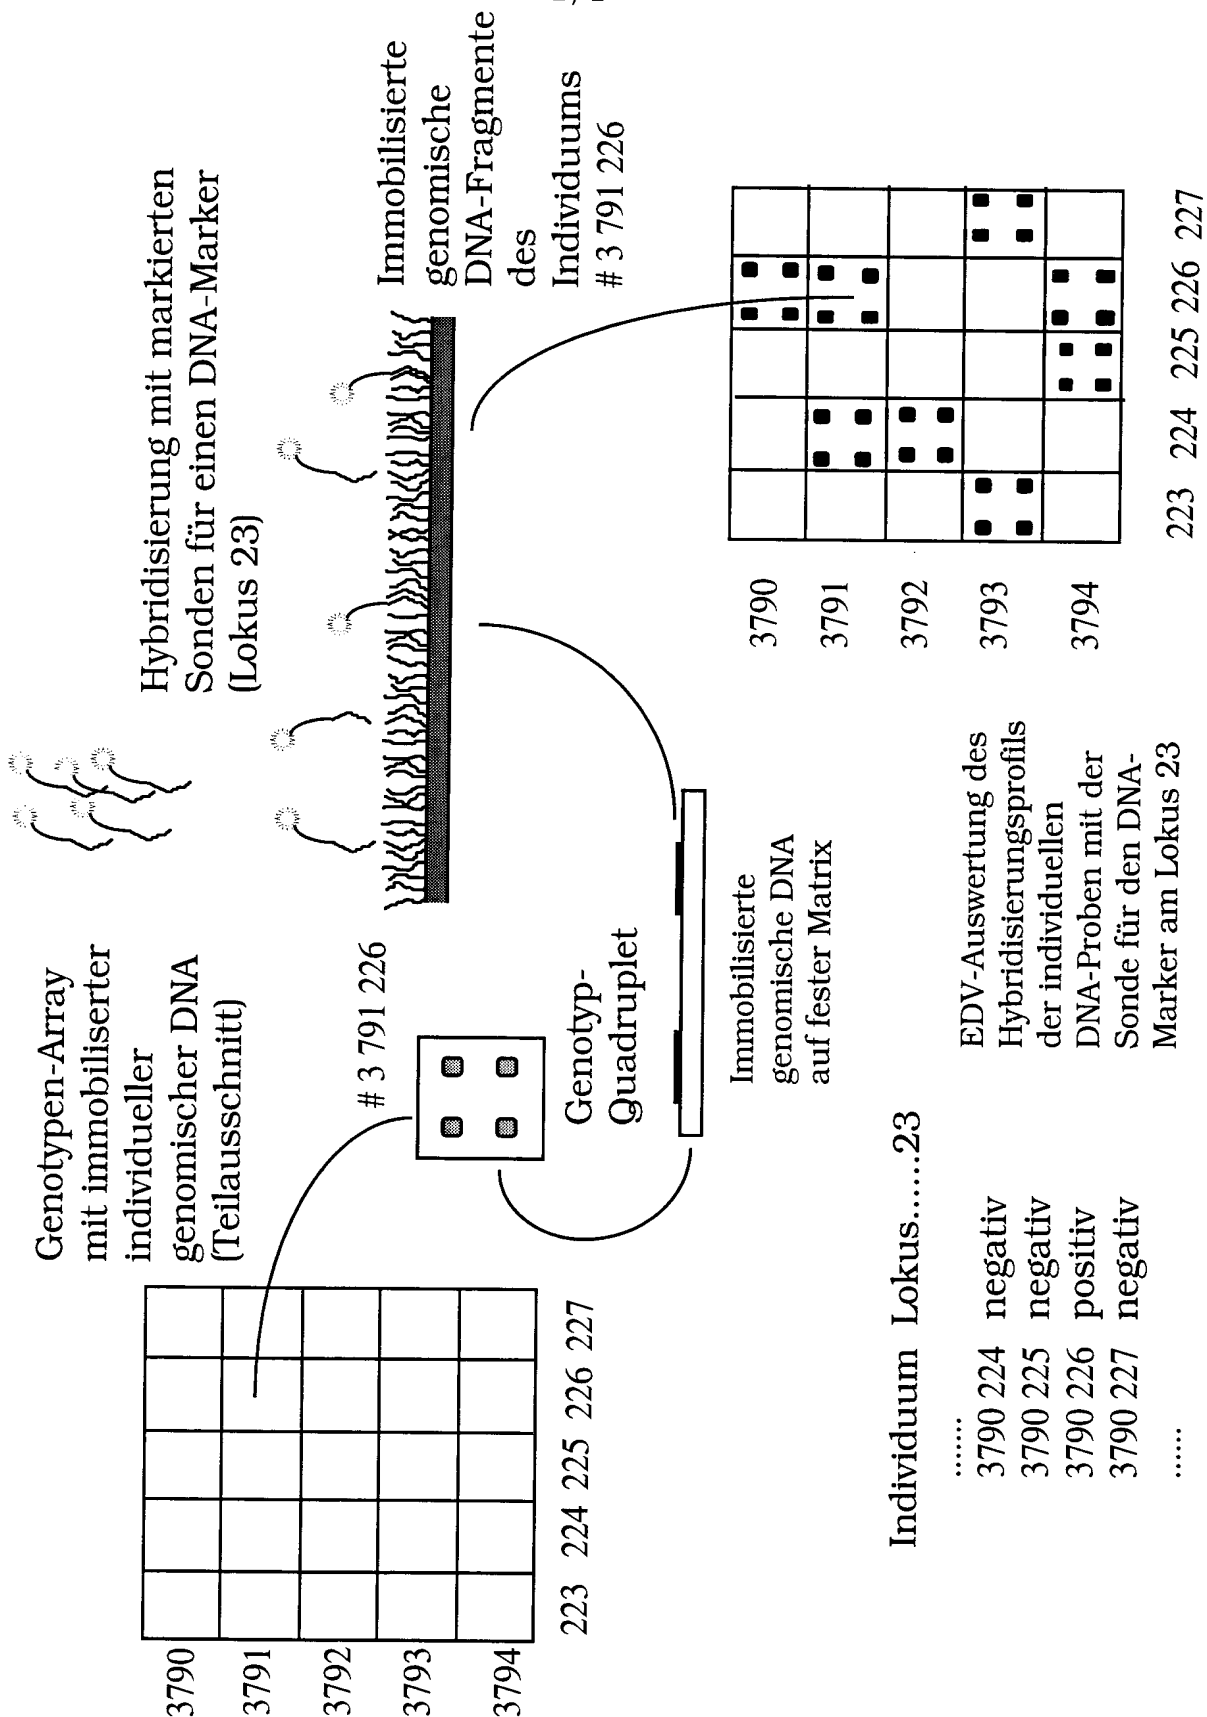 Genotypen-Array
mit immobiliserter
individueller
genomischer DNA
(Teilausschnitt)
3790
3791
3792
3793
3794
223 224 225 226 227
# 3 791 226
Genotyp-
Quadruplet
Hybridisierung mit markierten
Sonden für einen DNA-Marker
(Lokus 23)
Immobilisierte
genomische
DNA-Fragmente
des
Individuums
# 3 791 226
Immobilisierte
genomische DNA
auf fester Matrix
3790
3791
3792
3793
3794
223 224 225 226 227
Individuum Lokus.......23
.......
3790 224 negativ
3790 225 negativ
3790 226 positiv
3790 227 negativ
......
EDV-Auswertung des
Hybridisierungsprofils
der individuellen
DNA-Proben mit der
Sonde für den DNA-
Marker am Lokus 23